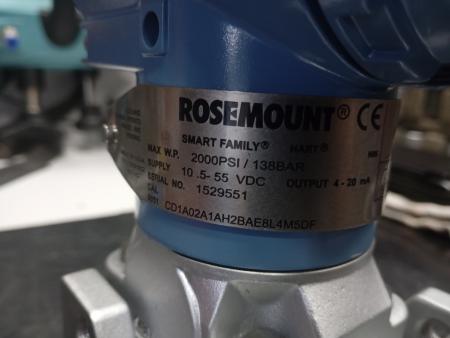 ROSEMOUNT® CE
SMART FAMILY® HART®
MAX W.P. 2000PSI / 138BAR
SUPPLY 10.5-55 VDC OUTPUT 4-20 mA
SERIAL NO. 1529551
CAL
3051 CD1A02A1AH2BAE8L4M5DF